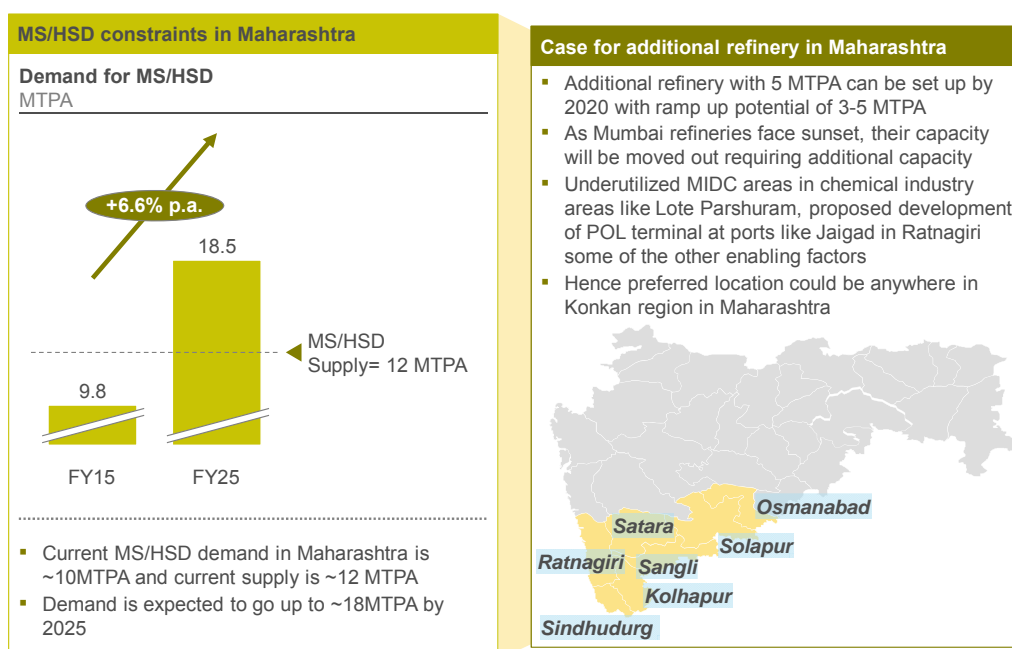 MS/HSD constraints in Maharashtra
Demand for MS/HSD
MTPA
+6.6% p.a.
18.5
9.8
MS/HSD
Supply= 12 MTPA
FY15
FY25
Current MS/HSD demand in Maharashtra is
~10MTPA and current supply is ~12 MTPA
Demand is expected to go up to ~18MTPA by
2025
Case for additional refinery in Maharashtra
Additional refinery with 5 MTPA can be set up by
2020 with ramp up potential of 3-5 MTPA
As Mumbai refineries face sunset, their capacity
will be moved out requiring additional capacity
Underutilized MIDC areas in chemical industry
areas like Lote Parshuram, proposed development
of POL terminal at ports like Jaigad in Ratnagiri
some of the other enabling factors
Hence preferred location could be anywhere in
Konkan region in Maharashtra
Osmanabad
Satara
Solapur
Ratnagiri
Sangli
Kolhapur
Sindhudurg